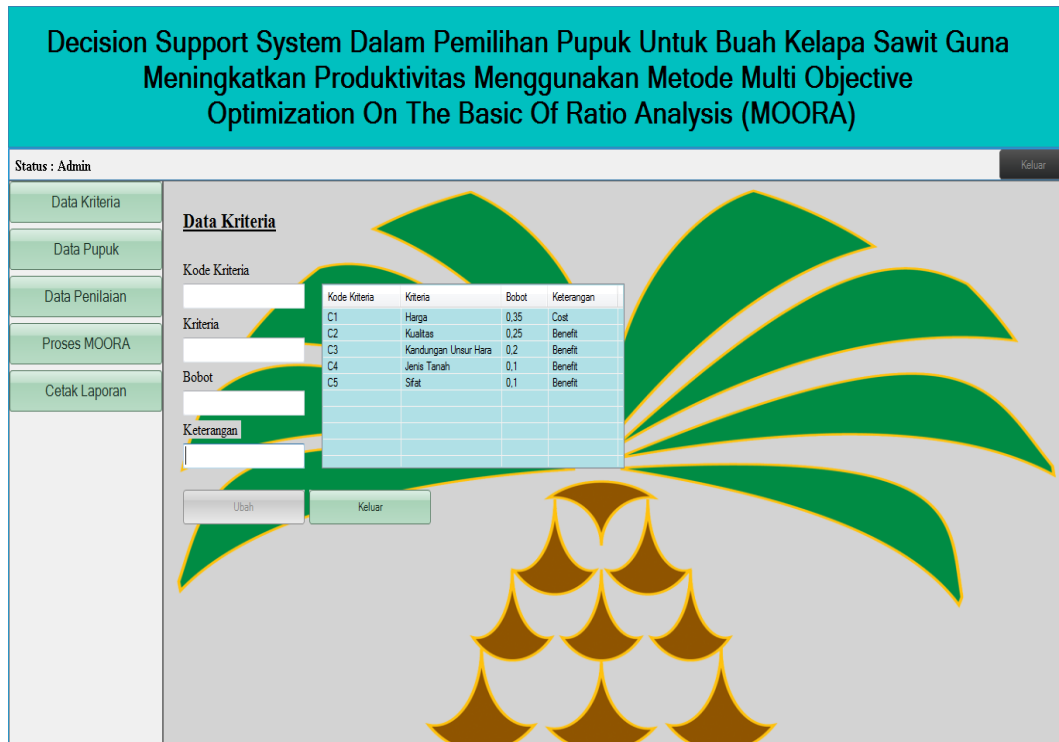 Decision Support System Dalam Pemilihan Pupuk Untuk Buah Kelapa Sawit Guna
Meningkatkan Produktivitas Menggunakan Metode Multi Objective
Optimization On The Basic Of Ratio Analysis (MOORA)
Status : Admin
Keluar
Data Kriteria
Data Pupuk
Data Penilaian
Proses MOORA
Cetak Laporan
Data Kriteria
Kode Kriteria
Kriteria
Bobot
Keterangan
Ubah Keluar
Kode Kriteria Kriteria Bobot Keterangan
C1 Harga 0,35 Cost
C2 Kualitas 0,25 Benefit
C3 Kandungan Unsur Hara 0,2 Benefit
C4 Jenis Tanah 0,1 Benefit
C5 Sifat 0,1 Benefit